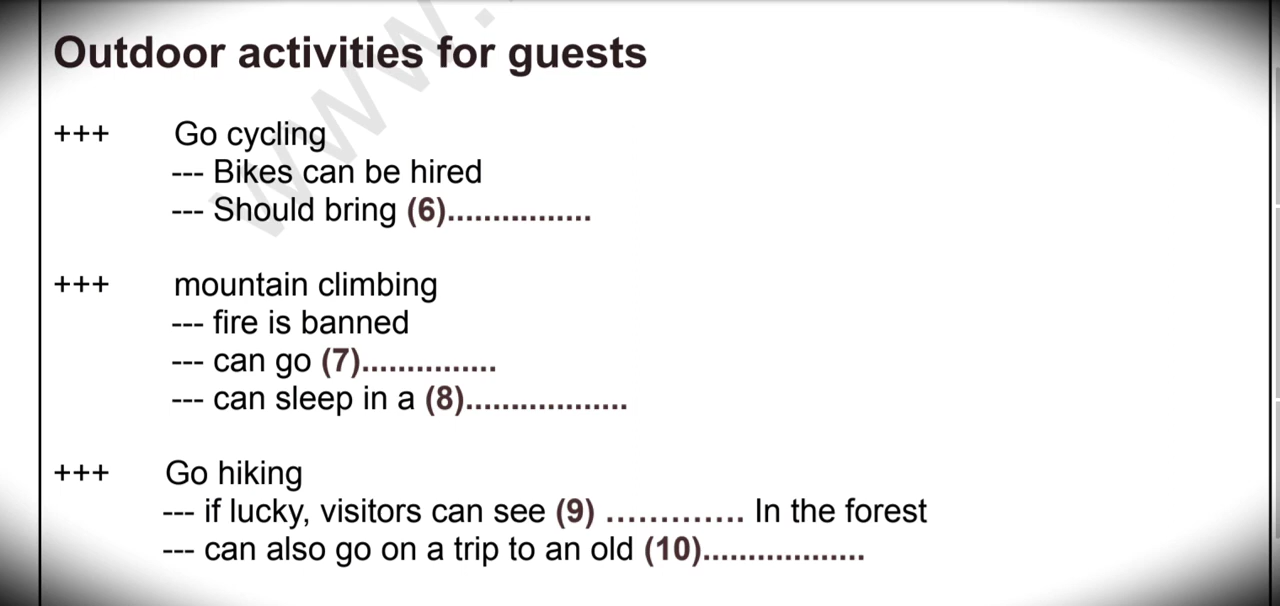 Outdoor activities for guests
+++ Go cycling
--- Bikes can be hired
--- Should bring (6)................
+++ mountain climbing
--- fire is banned
--- can go (7)...............
--- can sleep in a (8)..................
+++ Go hiking
--- if lucky, visitors can see (9) ............. In the forest
--- can also go on a trip to an old (10)..................
www.